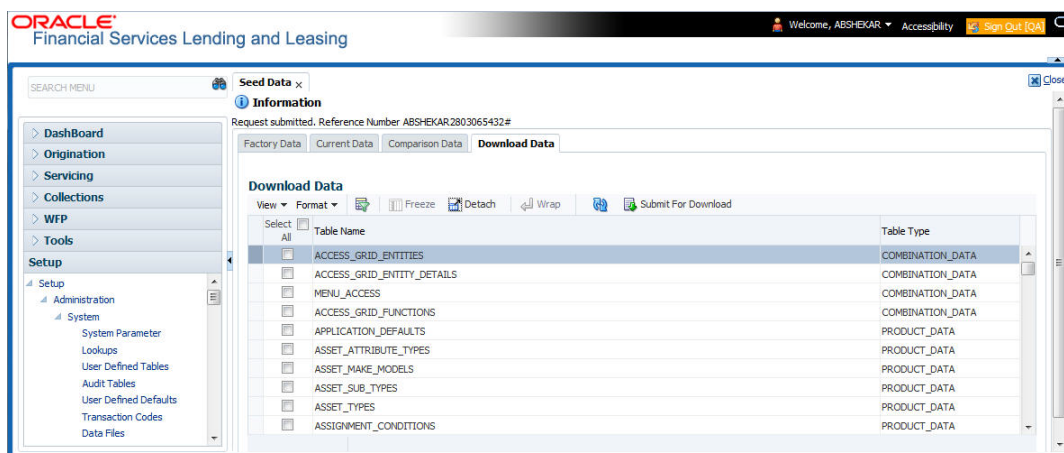 ORACLE
Financial Services Lending and Leasing
Welcome, ABSHEKAR Accessibility Sign Out [QA]
SEARCH MENU
DashBoard
Origination
Servicing
Collections
WFP
Tools
Setup
Setup
Administration
System
System Parameter
Lookups
User Defined Tables
Audit Tables
User Defined Defaults
Transaction Codes
Data Files
Seed Data x
Close
Information
Request submitted. Reference Number ABSHEKAR2803065432#
Factory Data Current Data Comparison Data Download Data
Download Data
View Format Freeze Detach Wrap Submit For Download
Select All Table Name Table Type
ACCESS_GRID_ENTITIES COMBINATION_DATA
ACCESS_GRID_ENTITY_DETAILS COMBINATION_DATA
MENU_ACCESS COMBINATION_DATA
ACCESS_GRID_FUNCTIONS COMBINATION_DATA
APPLICATION_DEFAULTS PRODUCT_DATA
ASSET_ATTRIBUTE_TYPES PRODUCT_DATA
ASSET_MAKE_MODELS PRODUCT_DATA
ASSET_SUB_TYPES PRODUCT_DATA
ASSET_TYPES PRODUCT_DATA
ASSIGNMENT_CONDITIONS PRODUCT_DATA